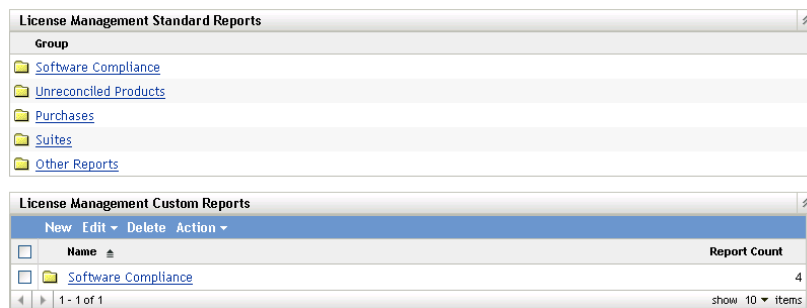 License Management Standard Reports
Group
Software Compliance
Unreconciled Products
Purchases
Suites
Other Reports
License Management Custom Reports
New Edit Delete Action
Name Report Count
Software Compliance 4
1 - 1 of 1 show 10 items